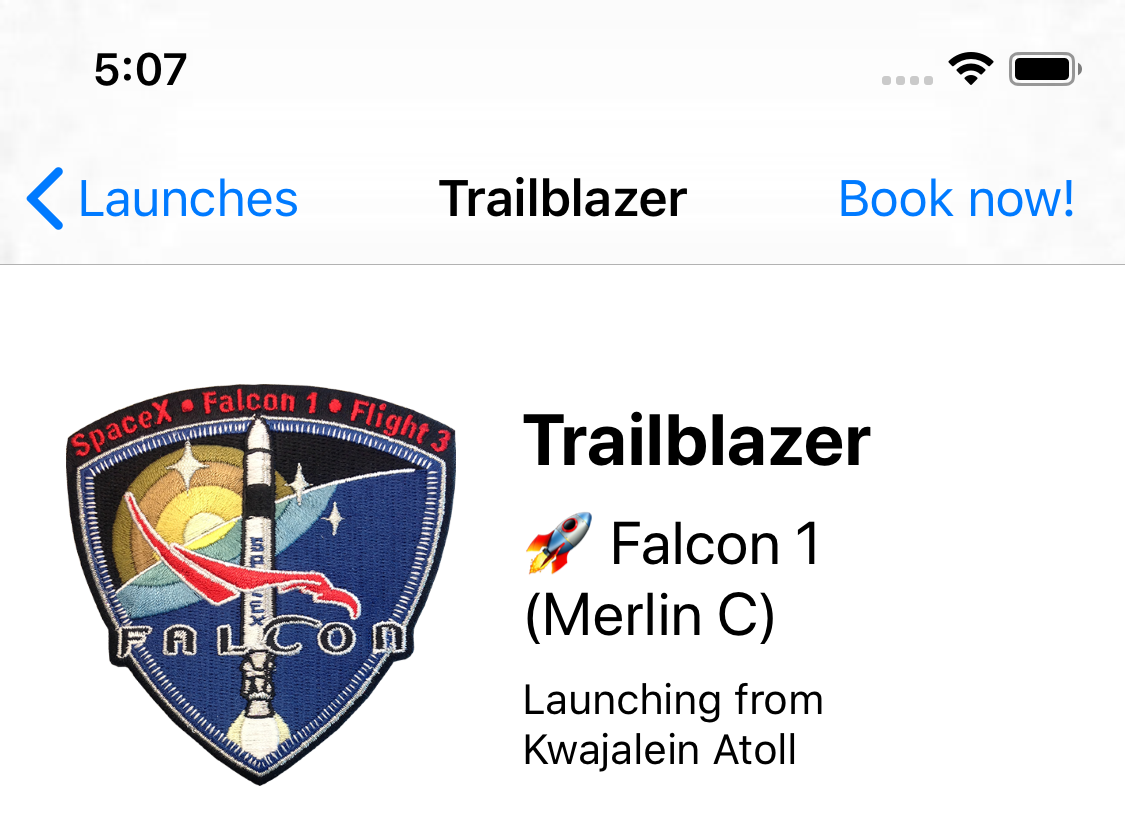 5:07
Launches Trailblazer Book now!
SpaceX • Falcon 1 • Flight 3
SPACEX
FALCON
Trailblazer
🚀 Falcon 1
(Merlin C)
Launching from
Kwajalein Atoll